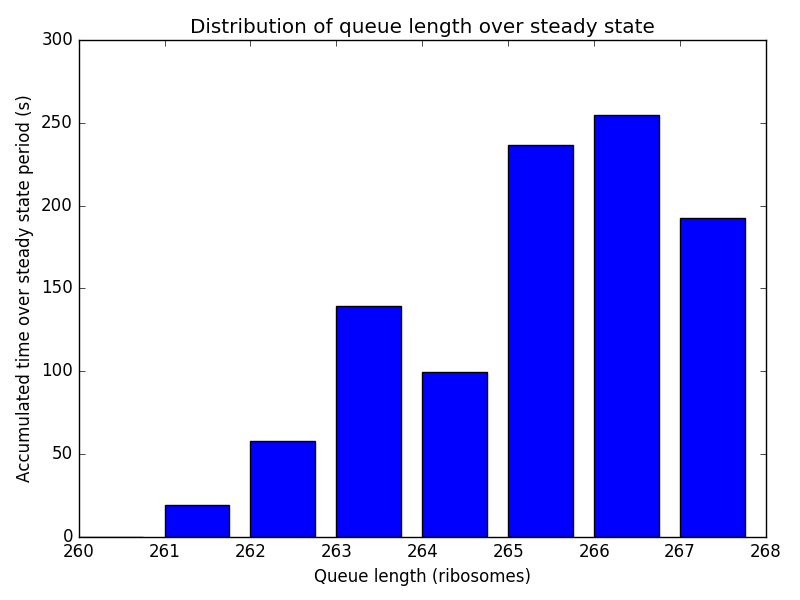 Distribution of queue length over steady state
Accumulated time over steady state period (s)
300
250
200
150
100
50
0
260 261 262 263 264 265 266 267 268
Queue length (ribosomes)